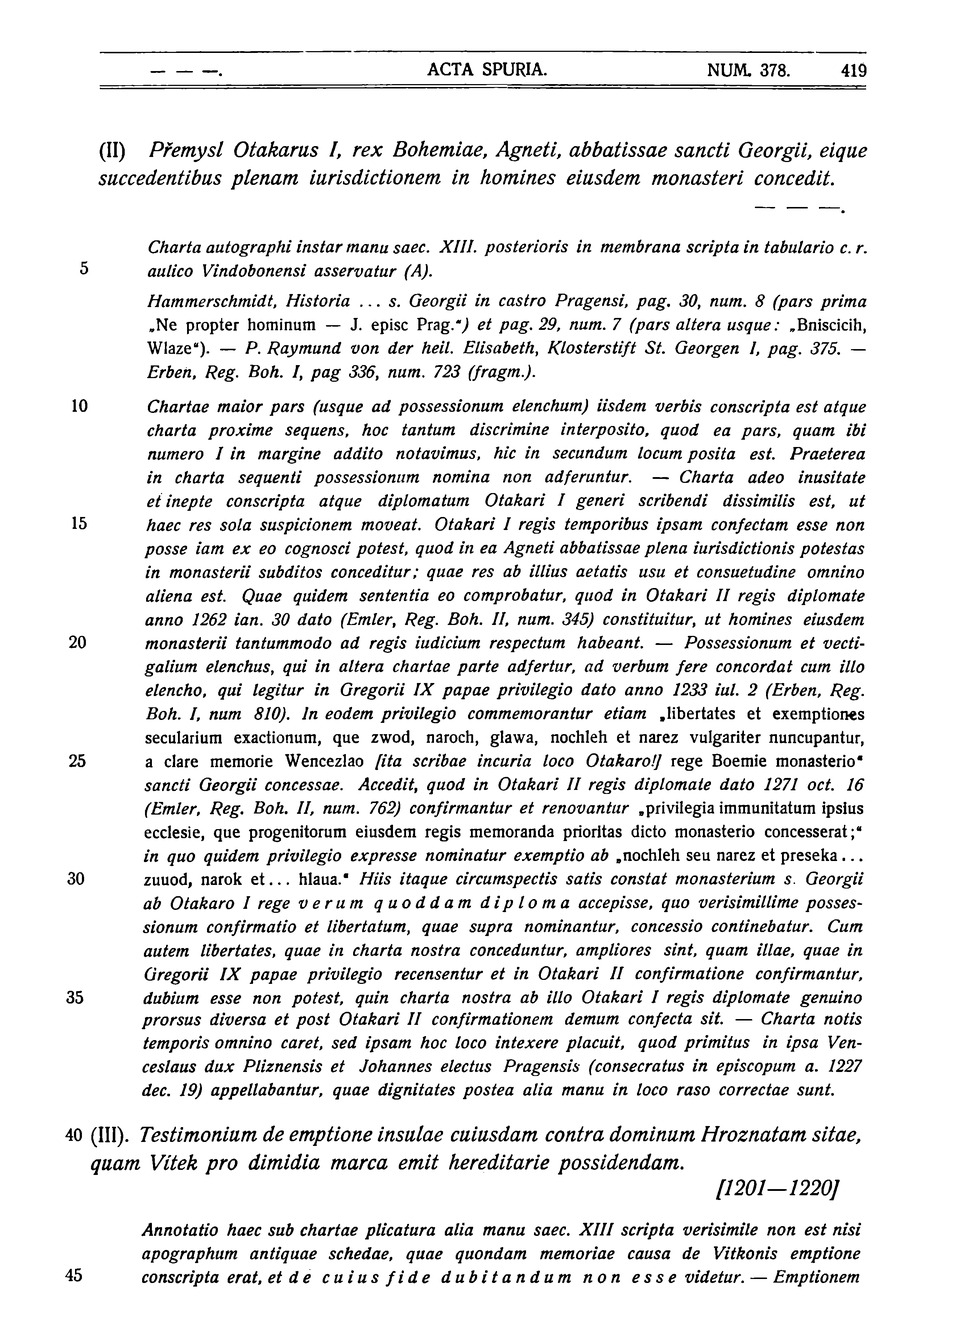 — — —. ACTA SPURIA. NUM. 378. 419
(II) Přemysl Otakarus I, rex Bohemiae, Agneti, abbatissae sancti Georgii, eique
succedentibus plenam iurisdictionem in homines eiusdem monasteri concedit.
— — —.
Charta autographi instar manu saec. XIII. posterioris in membrana scripta in tabulario c. r.
5 aulico Vindobonensi asservatur (A).
Hammerschmidt, Historia ... s. Georgii in castro Pragensi, pag. 30, num. 8 (pars prima
„Ne propter hominum — J. episc Prag.“) et pag. 29, num. 7 (pars altera usque: „Bniscicih,
Wlaze“). — P. Raymund von der heil. Elisabeth, Klosterstift St. Georgen I, pag. 375. —
Erben, Reg. Boh. I, pag 336, num. 723 (fragm.).
10 Chartae maior pars (usque ad possessionum elenchum) iisdem verbis conscripta est atque
charta proxime sequens, hoc tantum discrimine interposito, quod ea pars, quam ibi
numero I in margine addito notavimus, hic in secundum locum posita est. Praeterea
in charta sequenti possessionum nomina non adferuntur. — Charta adeo inusitate
et inepte conscripta atque diplomatum Otakari I generi scribendi dissimilis est, ut
15 haec res sola suspicionem moveat. Otakari I regis temporibus ipsam confectam esse non
posse iam ex eo cognosci potest, quod in ea Agneti abbatissae plena iurisdictionis potestas
in monasterii subditos conceditur; quae res ab illius aetatis usu et consuetudine omnino
aliena est. Quae quidem sententia eo comprobatur, quod in Otakari II regis diplomate
anno 1262 ian. 30 dato (Emler, Reg. Boh. II, num. 345) constituitur, ut homines eiusdem
20 monasterii tantummodo ad regis iudicium respectum habeant. — Possessionum et vecti-
galium elenchus, qui in altera chartae parte adfertur, ad verbum fere concordat cum illo
elencho, qui legitur in Gregorii IX papae privilegio dato anno 1233 iul. 2 (Erben, Reg.
Boh. I, num 810). In eodem privilegio commemorantur etiam „libertates et exemptiones
secularium exactionum, que zwod, naroch, glawa, nochleh et narez vulgariter nuncupantur,
25 a clare memorie Wencezlao [ita scribae incuria loco Otakaro!] rege Boemie monasterio“
sancti Georgii concessae. Accedit, quod in Otakari II regis diplomate dato 1271 oct. 16
(Emler, Reg. Boh. II, num. 762) confirmantur et renovantur „privilegia immunitatum ipsius
ecclesie, que progenitorum eiusdem regis memoranda prioritas dicto monasterio concesserat;“
in quo quidem privilegio expresse nominatur exemptio ab „nochleh seu narez et preseka ...
30 zuuod, narok et ... hlaua.“ Hiis itaque circumspectis satis constat monasterium s. Georgii
ab Otakaro I rege verum quoddam diploma accepisse, quo verisimillime posses-
sionum confirmatio et libertatum, quae supra nominantur, concessio continebatur. Cum
autem libertates, quae in charta nostra conceduntur, ampliores sint, quam illae, quae in
Gregorii IX papae privilegio recensentur et in Otakari II confirmatione confirmantur,
35 dubium esse non potest, quin charta nostra ab illo Otakari I regis diplomate genuino
prorsus diversa et post Otakari II confirmationem demum confecta sit. — Charta notis
temporis omnino caret, sed ipsam hoc loco intexere placuit, quod primitus in ipsa Ven-
ceslaus dux Pliznensis et Johannes electus Pragensis (consecratus in episcopum a. 1227
dec. 19) appellabantur, quae dignitates postea alia manu in loco raso correctae sunt.
40 (III). Testimonium de emptione insulae cuiusdam contra dominum Hroznatam sitae,
quam Vítek pro dimidia marca emit hereditarie possidendam.
[1201—1220]
Annotatio haec sub chartae plicatura alia manu saec. XIII scripta verisimile non est nisi
apographum antiquae schedae, quae quondam memoriae causa de Vitkonis emptione
45 conscripta erat, et de cuius fide dubitandum non esse videtur. — Emptionem